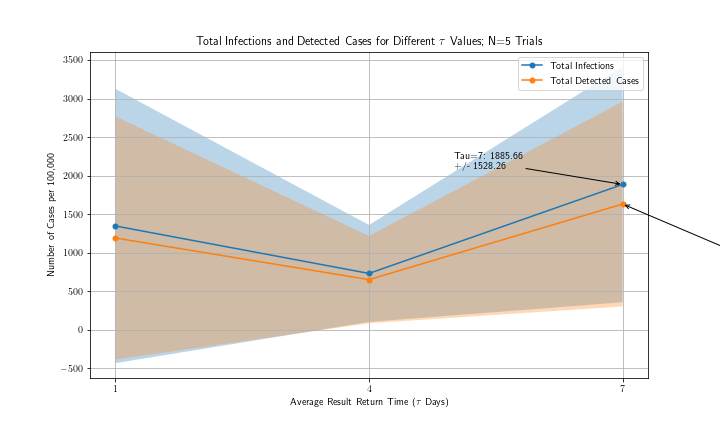 Total Infections and Detected Cases for Different τ Values; N=5 Trials
Total Infections
Total Detected Cases
Tau=7: 1885.66
+/- 1528.26
Number of Cases per 100,000
3500
3000
2500
2000
1500
1000
500
0
−500
1
4
7
Average Result Return Time (τ Days)